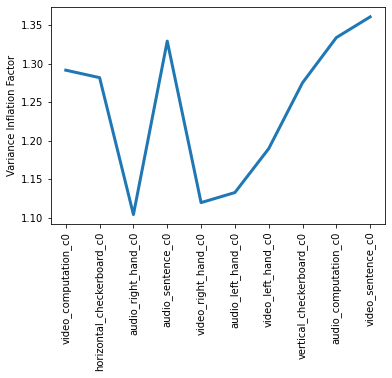 Variance Inflation Factor
1.35
1.30
1.25
1.20
1.15
1.10
video_computation_c0
horizontal_checkerboard_c0
audio_right_hand_c0
audio_sentence_c0
video_right_hand_c0
audio_left_hand_c0
video_left_hand_c0
vertical_checkerboard_c0
audio_computation_c0
video_sentence_c0